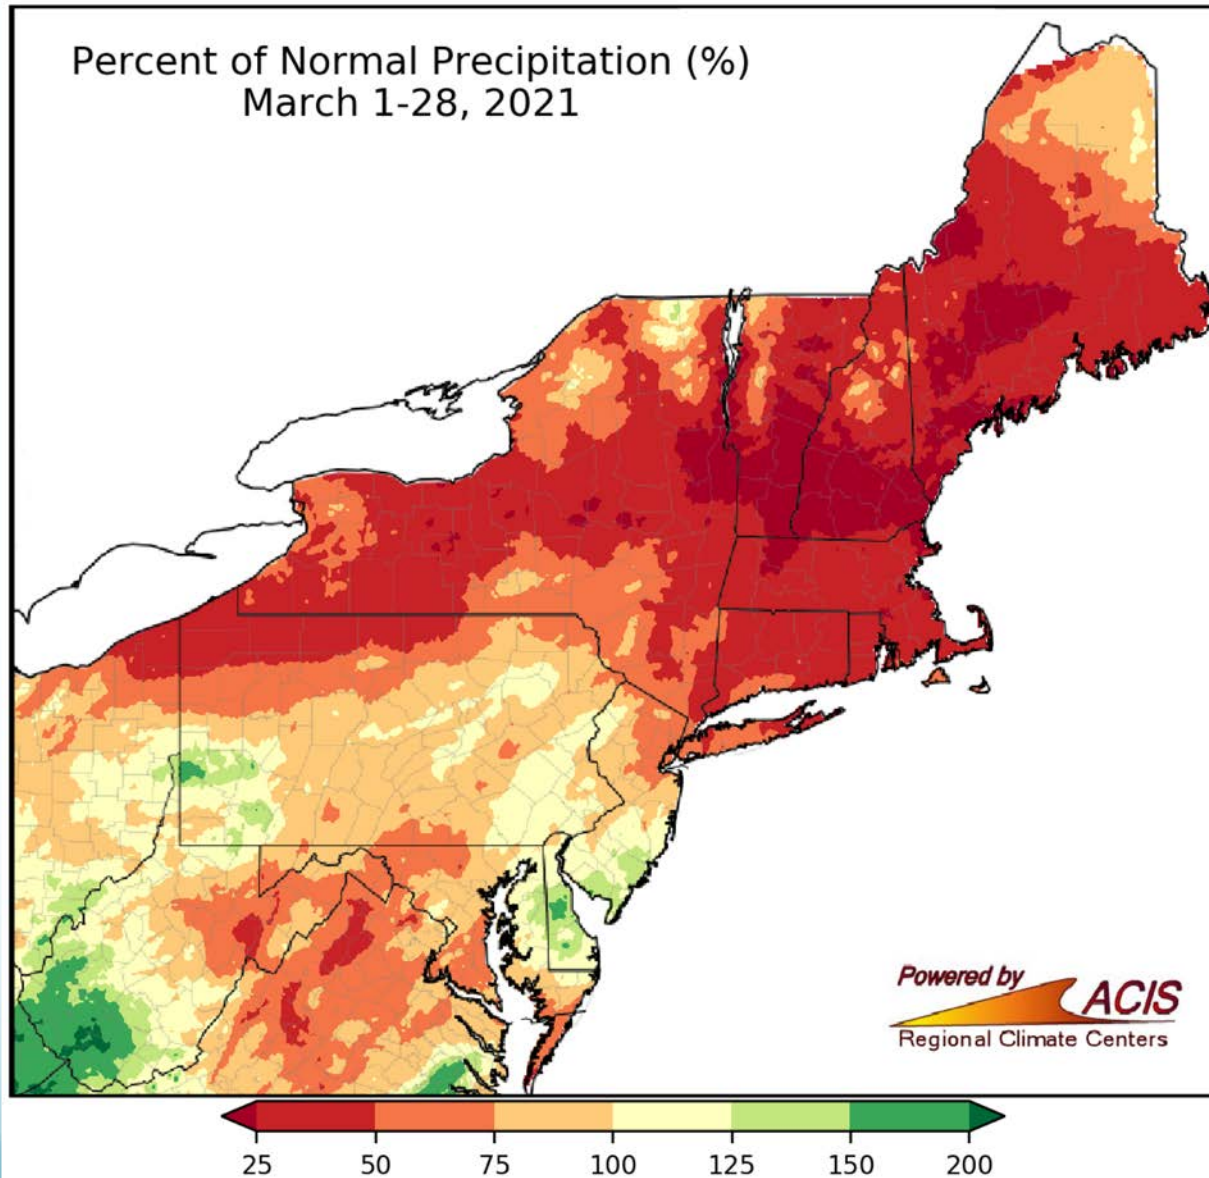 Percent of Normal Precipitation (%)
March 1-28, 2021
Powered by
ACIS
Regional Climate Centers
25 50 75 100 125 150 200